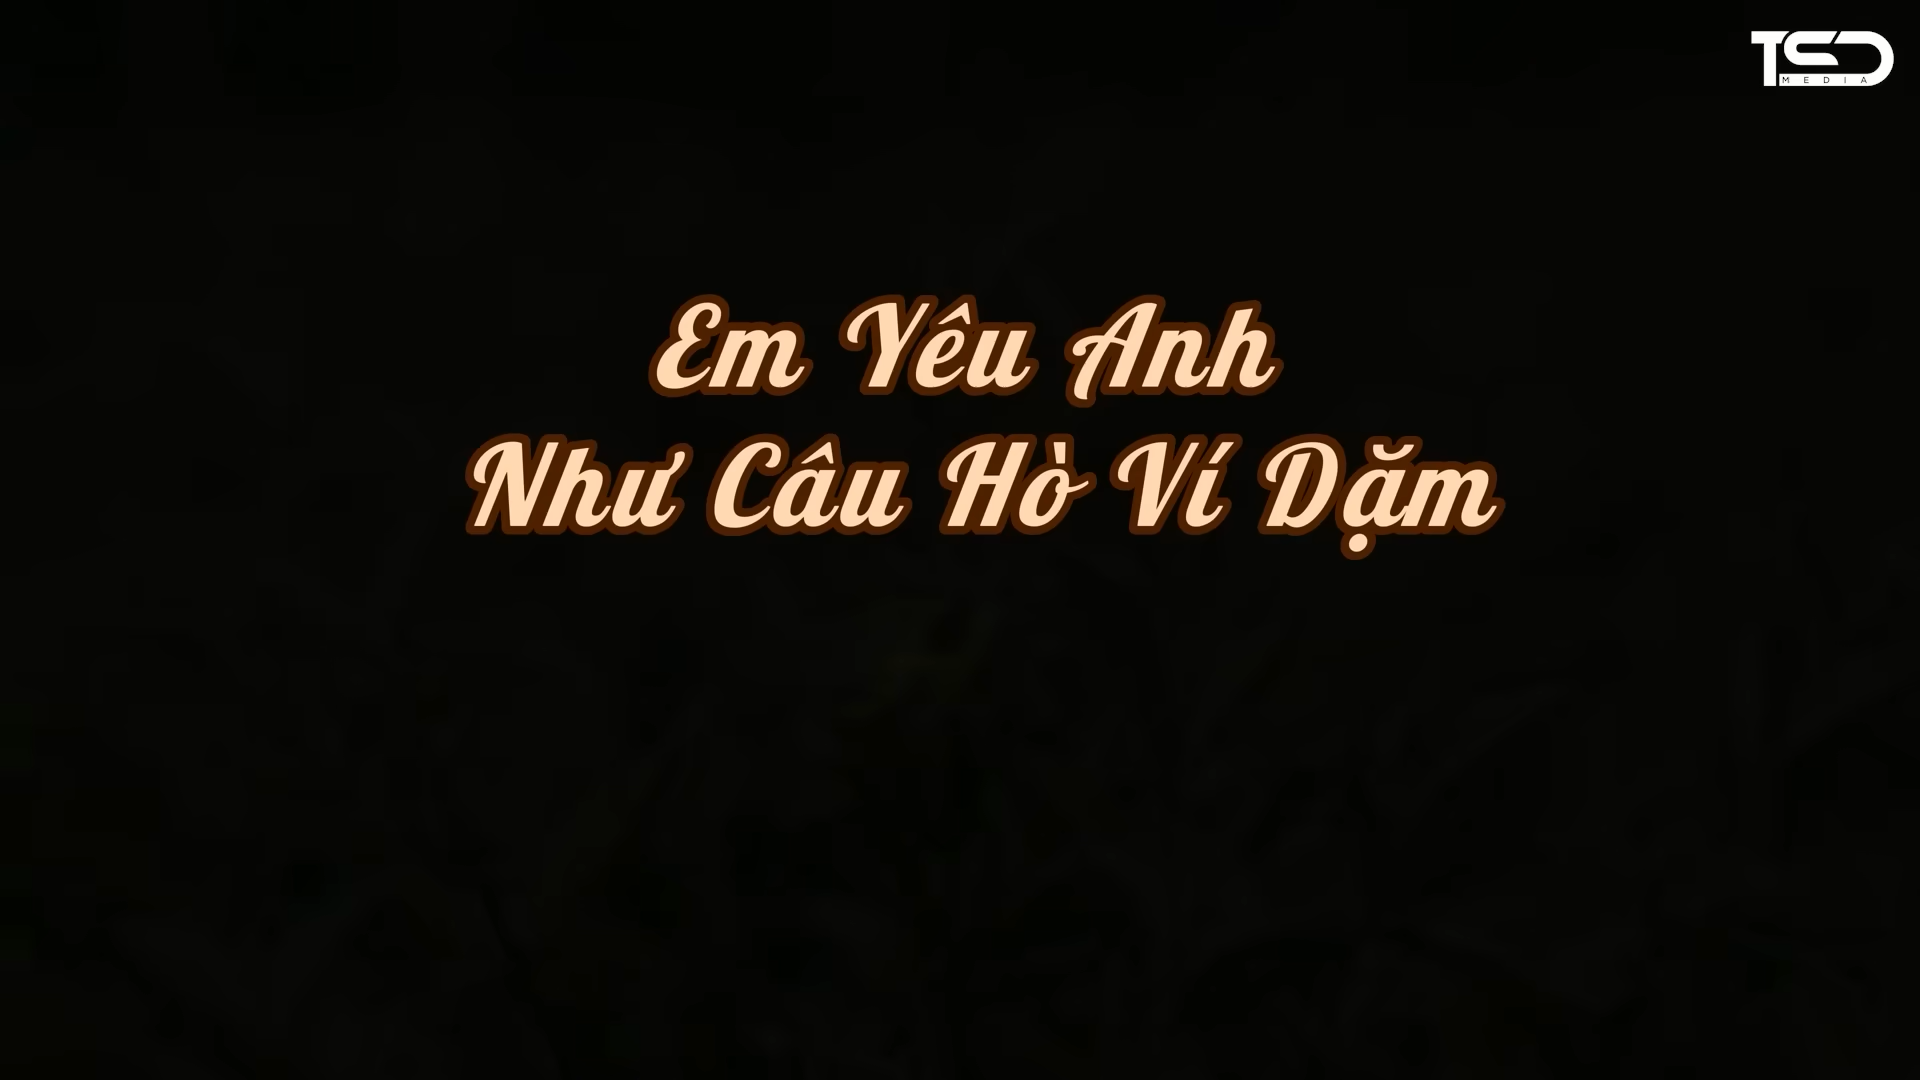 TSD
MEDIA
Em Yêu Anh
Như Câu Hò Ví Dặm